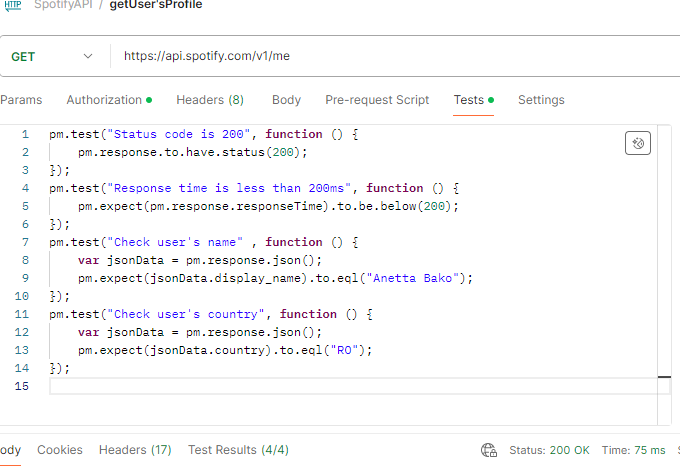 HTTP SpotifyAPI / getUser'sProfile
GET https://api.spotify.com/v1/me
Params Authorization Headers (8) Body Pre-request Script Tests Settings
1 pm.test("Status code is 200", function () {
2 pm.response.to.have.status(200);
3 });
4 pm.test("Response time is less than 200ms", function () {
5 pm.expect(pm.response.responseTime).to.be.below(200);
6 });
7 pm.test("Check user's name" , function () {
8 var jsonData = pm.response.json();
9 pm.expect(jsonData.display_name).to.eql("Anetta Bako");
10 });
11 pm.test("Check user's country", function () {
12 var jsonData = pm.response.json();
13 pm.expect(jsonData.country).to.eql("RO");
14 });
15
ody Cookies Headers (17) Test Results (4/4) Status: 200 OK Time: 75 ms